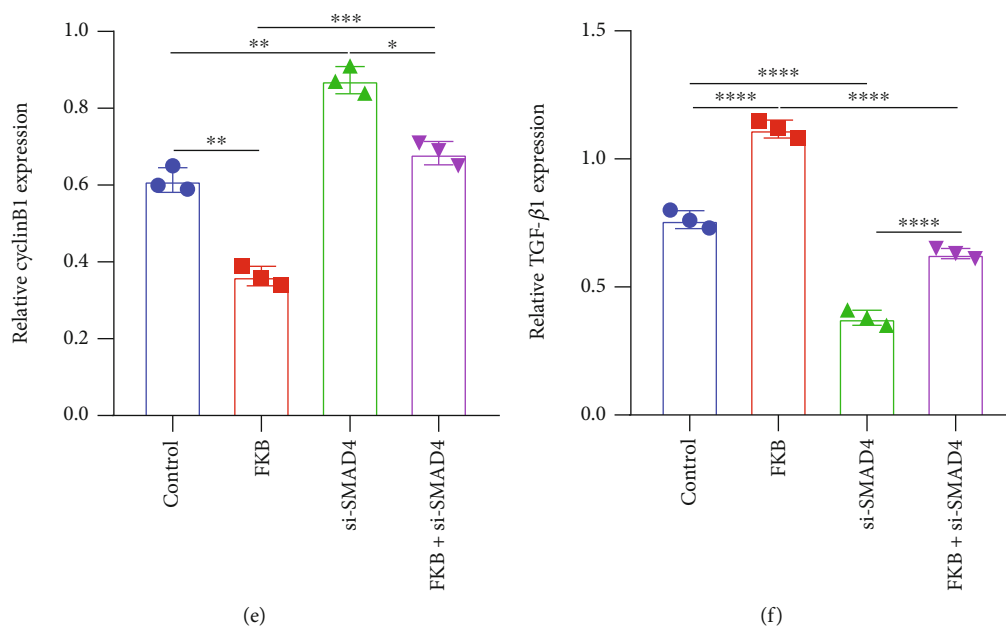 Relative cyclinB1 expression
1.0
0.8
0.6
0.4
0.2
0.0
***
**
*
**
Control
FKB
si-SMAD4
FKB + si-SMAD4
(e)
Relative TGF-β1 expression
1.5
1.0
0.5
0.0
****
****
****
****
Control
FKB
si-SMAD4
FKB + si-SMAD4
(f)